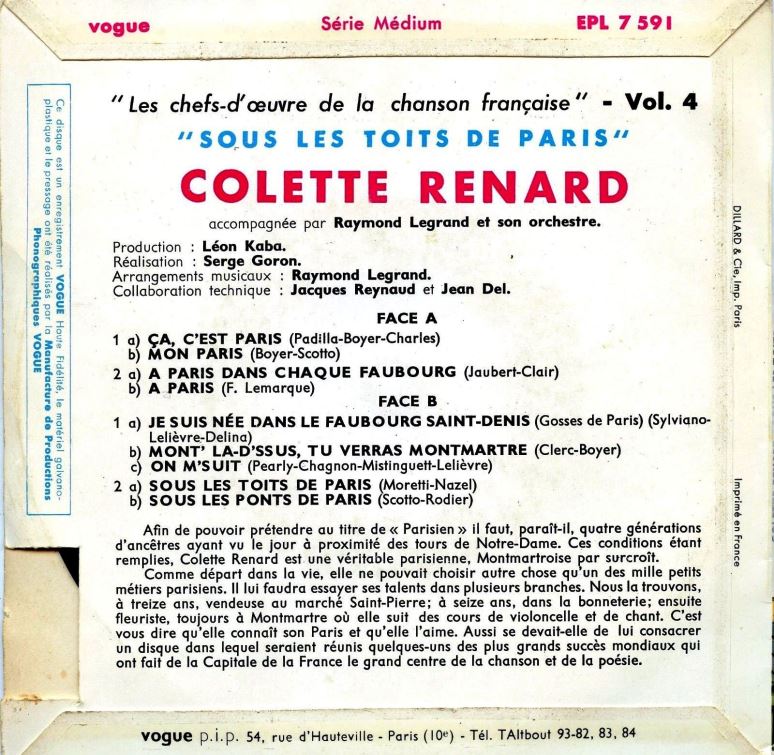 vogue Série Médium EPL 7 591
"Les chefs-d'œuvre de la chanson française" - Vol. 4
"SOUS LES TOITS DE PARIS"
COLETTE RENARD
accompagnée par Raymond Legrand et son orchestre.
Production : Léon Kaba.
Réalisation : Serge Goron.
Arrangements musicaux : Raymond Legrand.
Collaboration technique : Jacques Reynaud et Jean Del.
FACE A
1 a) ÇA, C'EST PARIS (Padilla-Boyer-Charles)
b) MON PARIS (Boyer-Scotto)
2 a) A PARIS DANS CHAQUE FAUBOURG (Jaubert-Clair)
b) A PARIS (F. Lemarque)
FACE B
1 a) JE SUIS NÉE DANS LE FAUBOURG SAINT-DENIS (Gosses de Paris) (Sylviano-
Lelièvre-Delina)
b) MONT' LA-D'SSUS, TU VERRAS MONTMARTRE (Clerc-Boyer)
c) ON M'SUIT (Pearly-Chagnon-Mistinguett-Lelièvre)
2 a) SOUS LES TOITS DE PARIS (Moretti-Nazel)
b) SOUS LES PONTS DE PARIS (Scotto-Rodier)
Afin de pouvoir prétendre au titre de « Parisien » il faut, paraît-il, quatre générations
d'ancêtres ayant vu le jour à proximité des tours de Notre-Dame. Ces conditions étant
remplies, Colette Renard est une véritable parisienne, Montmartroise par surcroît.
Comme départ dans la vie, elle ne pouvait choisir autre chose qu'un des mille petits
métiers parisiens. Il lui faudra essayer ses talents dans plusieurs branches. Nous la trouvons,
à treize ans, vendeuse au marché Saint-Pierre; à seize ans, dans la bonneterie; ensuite
fleuriste, toujours à Montmartre où elle suit des cours de violoncelle et de chant. C'est
vous dire qu'elle connaît son Paris et qu'elle l'aime. Aussi se devait-elle de lui consacrer
un disque dans lequel seraient réunis quelques-uns des plus grands succès mondiaux qui
ont fait de la Capitale de la France le grand centre de la chanson et de la poésie.
vogue p.i.p. 54, rue d'Hauteville - Paris (10e) - Tél. TAItbout 93-82, 83, 84
Ce disque est un enregistrement VOGUE Haute Fidélité, le matériel galvano-
plastique et le pressage ont été réalisés par la Manufacture de Productions
Phonographiques VOGUE
DILLARD & Cie, Imp. Paris
Imprimé en France